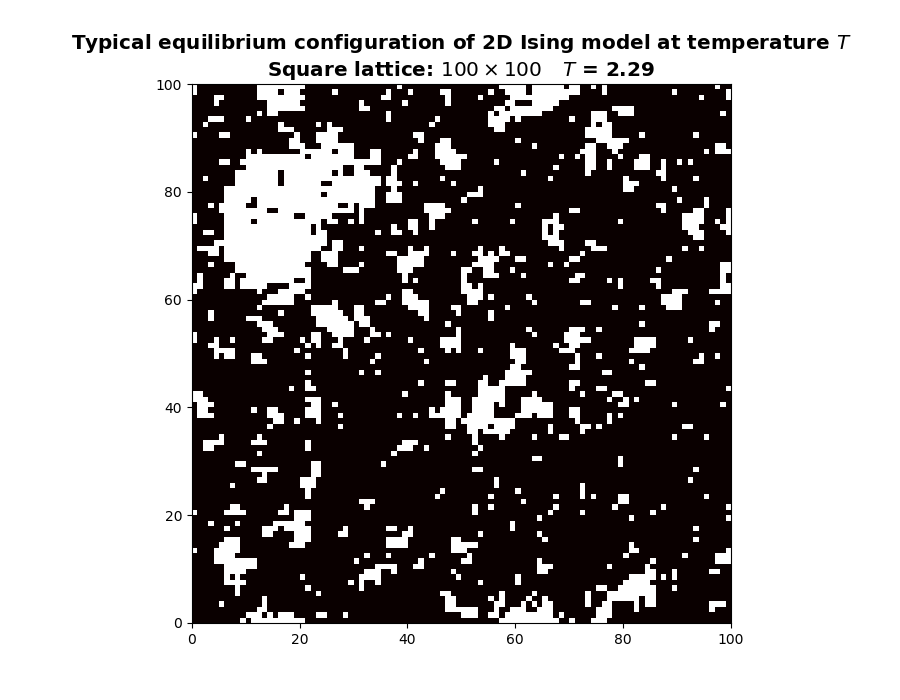 Typical equilibrium configuration of 2D Ising model at temperature T
Square lattice: 100 × 100 T = 2.29
100
80
60
40
20
0
0 20 40 60 80 100